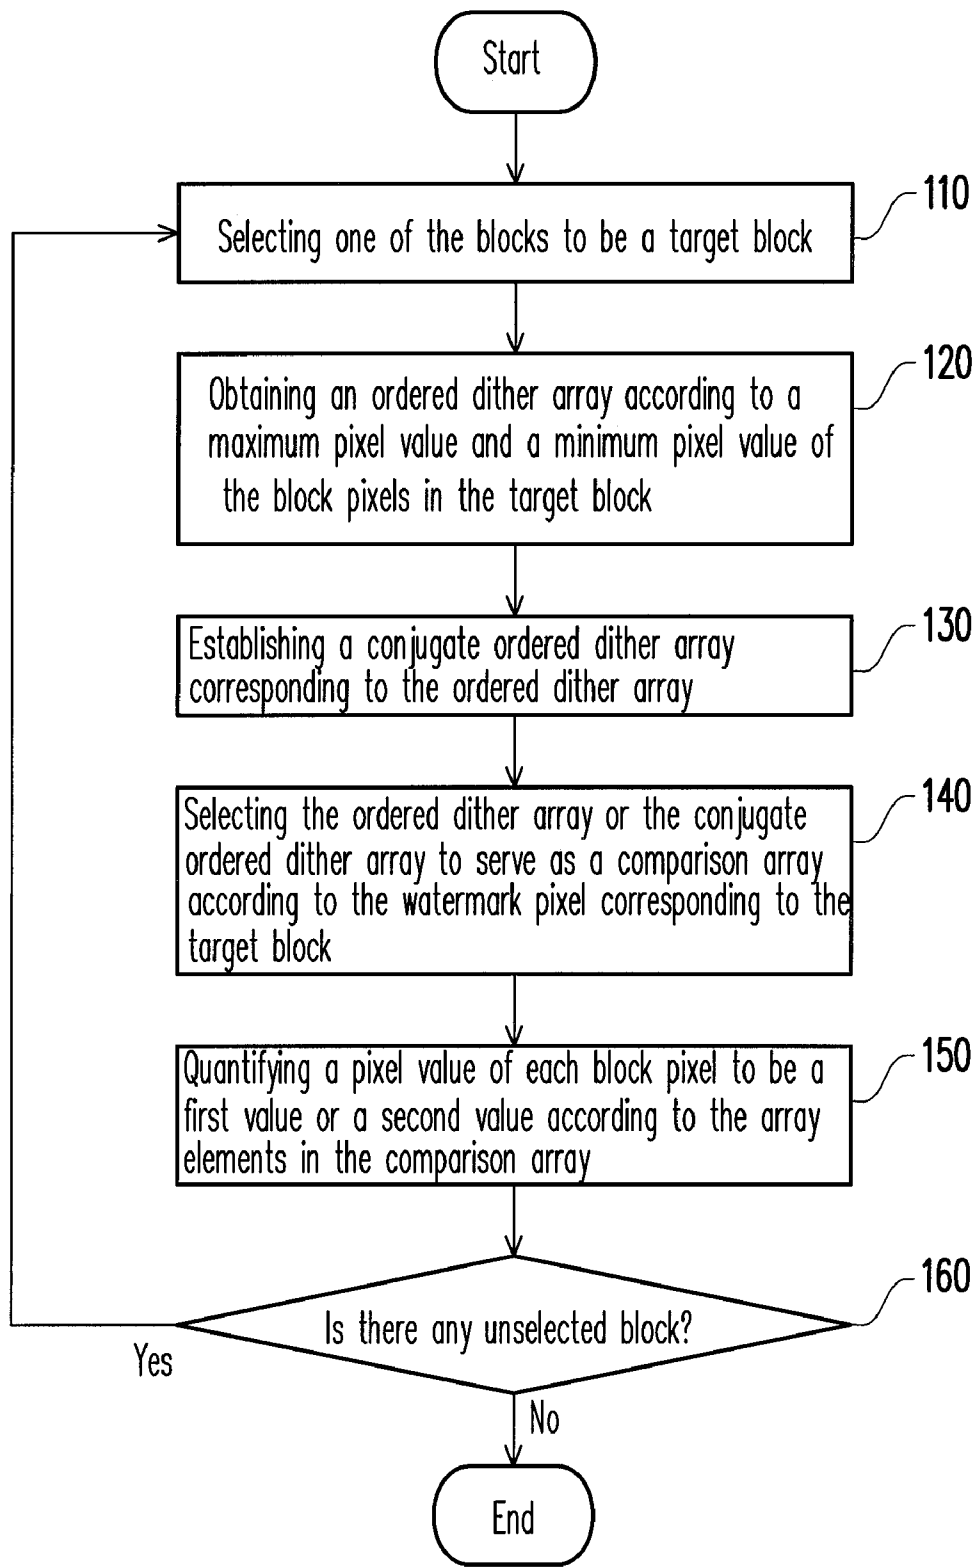 Start
110
Selecting one of the blocks to be a target block
120
Obtaining an ordered dither array according to a
maximum pixel value and a minimum pixel value of
the block pixels in the target block
130
Establishing a conjugate ordered dither array
corresponding to the ordered dither array
140
Selecting the ordered dither array or the conjugate
ordered dither array to serve as a comparison array
according to the watermark pixel corresponding to the
target block
150
Quantifying a pixel value of each block pixel to be a
first value or a second value according to the array
elements in the comparison array
160
Is there any unselected block?
Yes
No
End